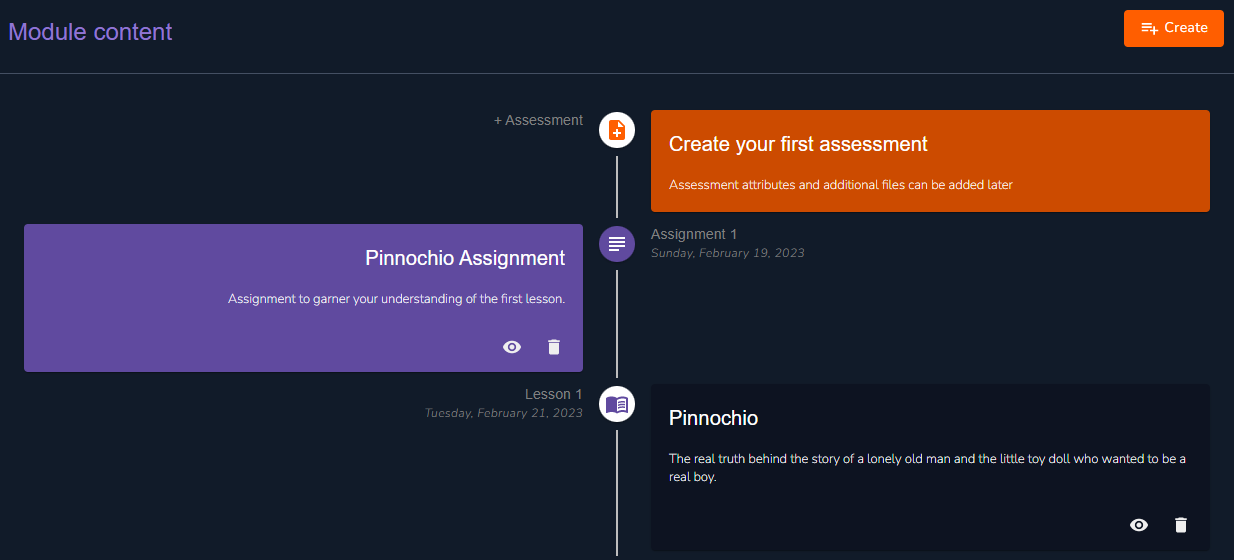 Module content
Create
+ Assessment
Create your first assessment
Assessment attributes and additional files can be added later
Pinnochio Assignment
Assignment to garner your understanding of the first lesson.
Assignment 1
Sunday, February 19, 2023
Lesson 1
Tuesday, February 21, 2023
Pinnochio
The real truth behind the story of a lonely old man and the little toy doll who wanted to be a
real boy.